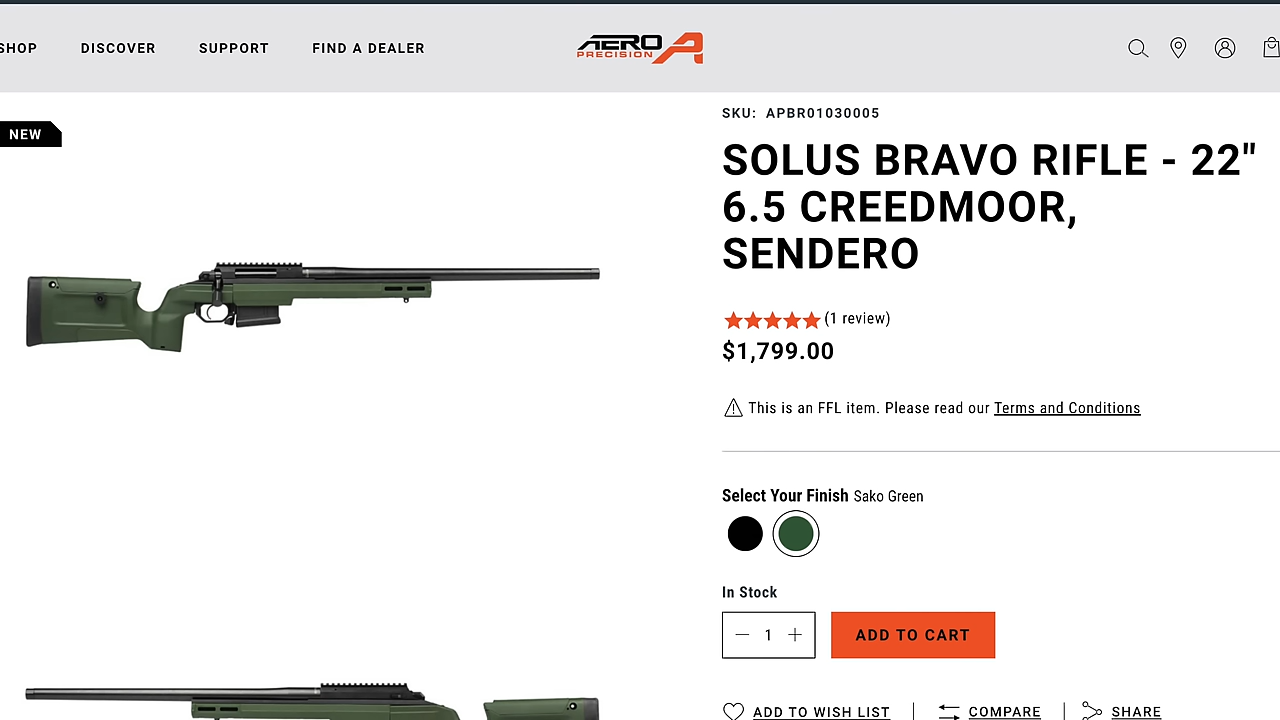 SHOP DISCOVER SUPPORT FIND A DEALER
AERO
PRECISION
NEW
SKU: APBR01030005
SOLUS BRAVO RIFLE - 22"
6.5 CREEDMOOR,
SENDERO
(1 review)
$1,799.00
This is an FFL item. Please read our Terms and Conditions
Select Your Finish Sako Green
In Stock
1
ADD TO CART
ADD TO WISH LIST
COMPARE
SHARE